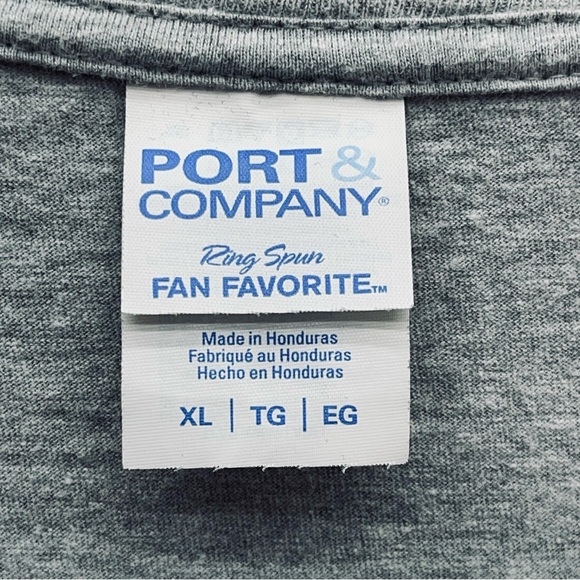 PORT &
COMPANY®
Ring Spun
FAN FAVORITE™
Made in Honduras
Fabriqué au Honduras
Hecho en Honduras
XL | TG | EG